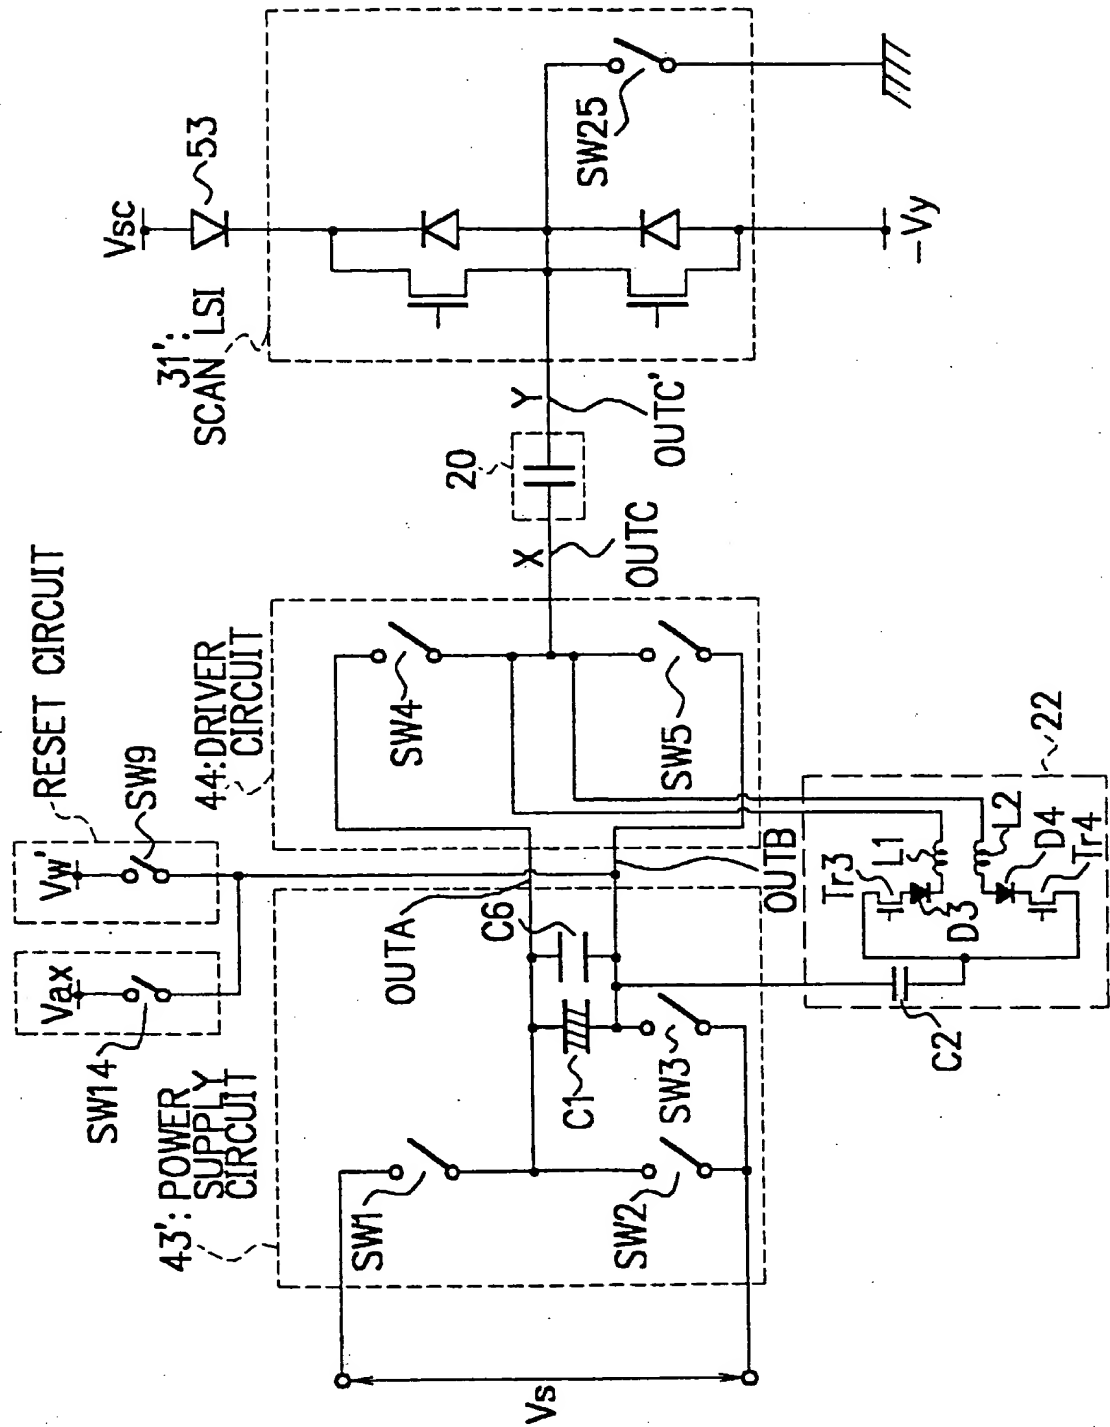 RESET CIRCUIT
Vax
SW14
Vw'
SW9
43': POWER
SUPPLY Y
CIRCUIT
44:DRIVER
CIRCUIT
31':
SCAN LSI
Vsc
53
Vs
SW1
SW2
SW3
C1
C6
OUTA
OUTB
SW4
SW5
X
OUTC
20
Y
OUTC'
SW25
-Vy
22
C2
Tr3
D3
L1
L2
D4
Tr4